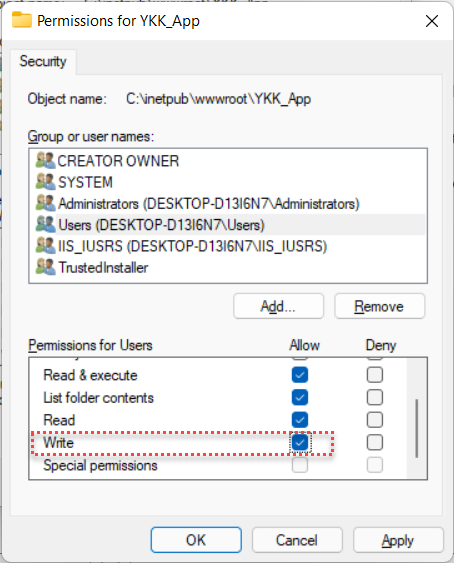 Permissions for YKK_App
Security
Object name: C:\inetpub\wwwroot\YKK_App
Group or user names:
CREATOR OWNER
SYSTEM
Administrators (DESKTOP-D13I6N7\Administrators)
Users (DESKTOP-D13I6N7\Users)
IIS_IUSRS (DESKTOP-D13I6N7\IIS_IUSRS)
TrustedInstaller
Add...
Remove
Permissions for Users Allow Deny
Read & execute
List folder contents
Read
Write
Special permissions
OK
Cancel
Apply